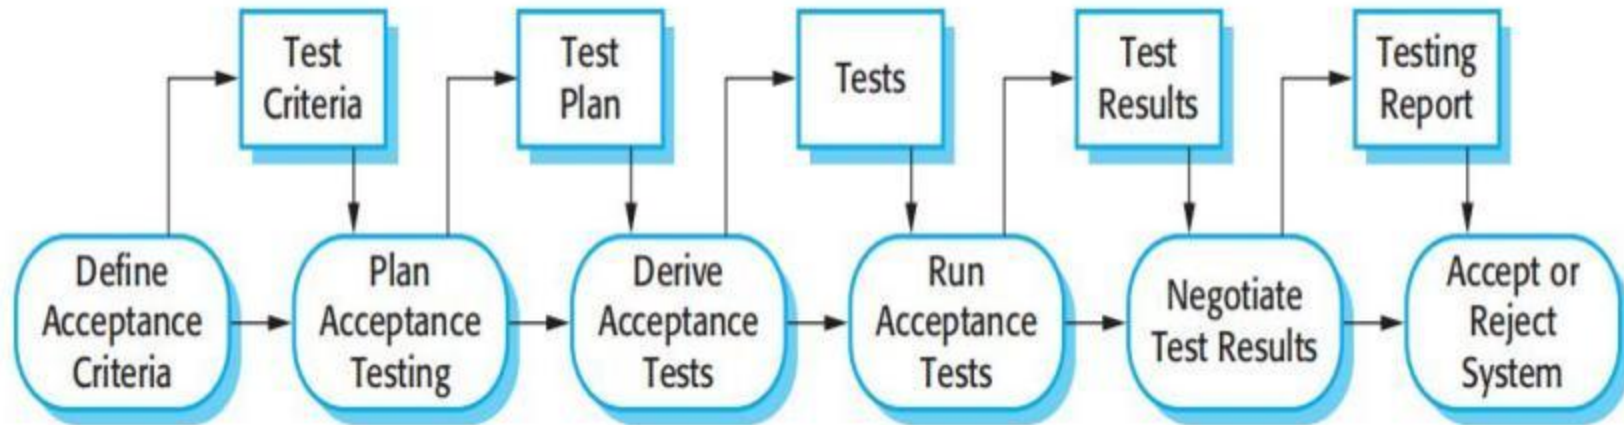 Test
Criteria
Test
Plan
Tests
Test
Results
Testing
Report
Define
Acceptance
Criteria
Plan
Acceptance
Testing
Derive
Acceptance
Tests
Run
Acceptance
Tests
Negotiate
Test Results
Accept or
Reject
System